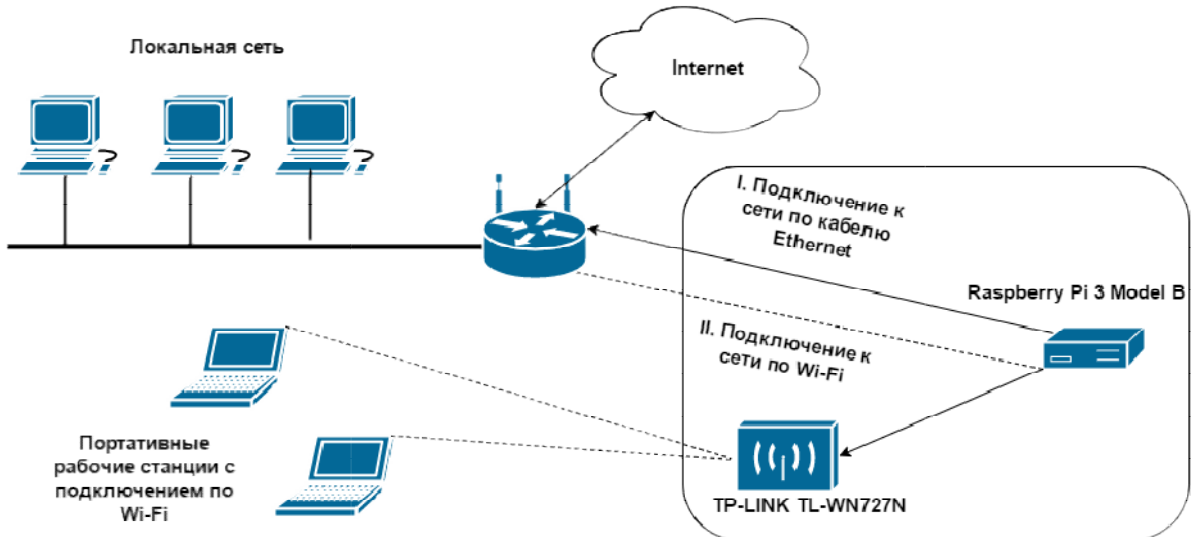 Локальная сеть
Internet
I. Подключение к
сети по кабелю
Ethernet
Raspberry Pi 3 Model B
II. Подключение к
сети по Wi-Fi
Портативные
рабочие станции с
подключением по
Wi-Fi
TP-LINK TL-WN727N